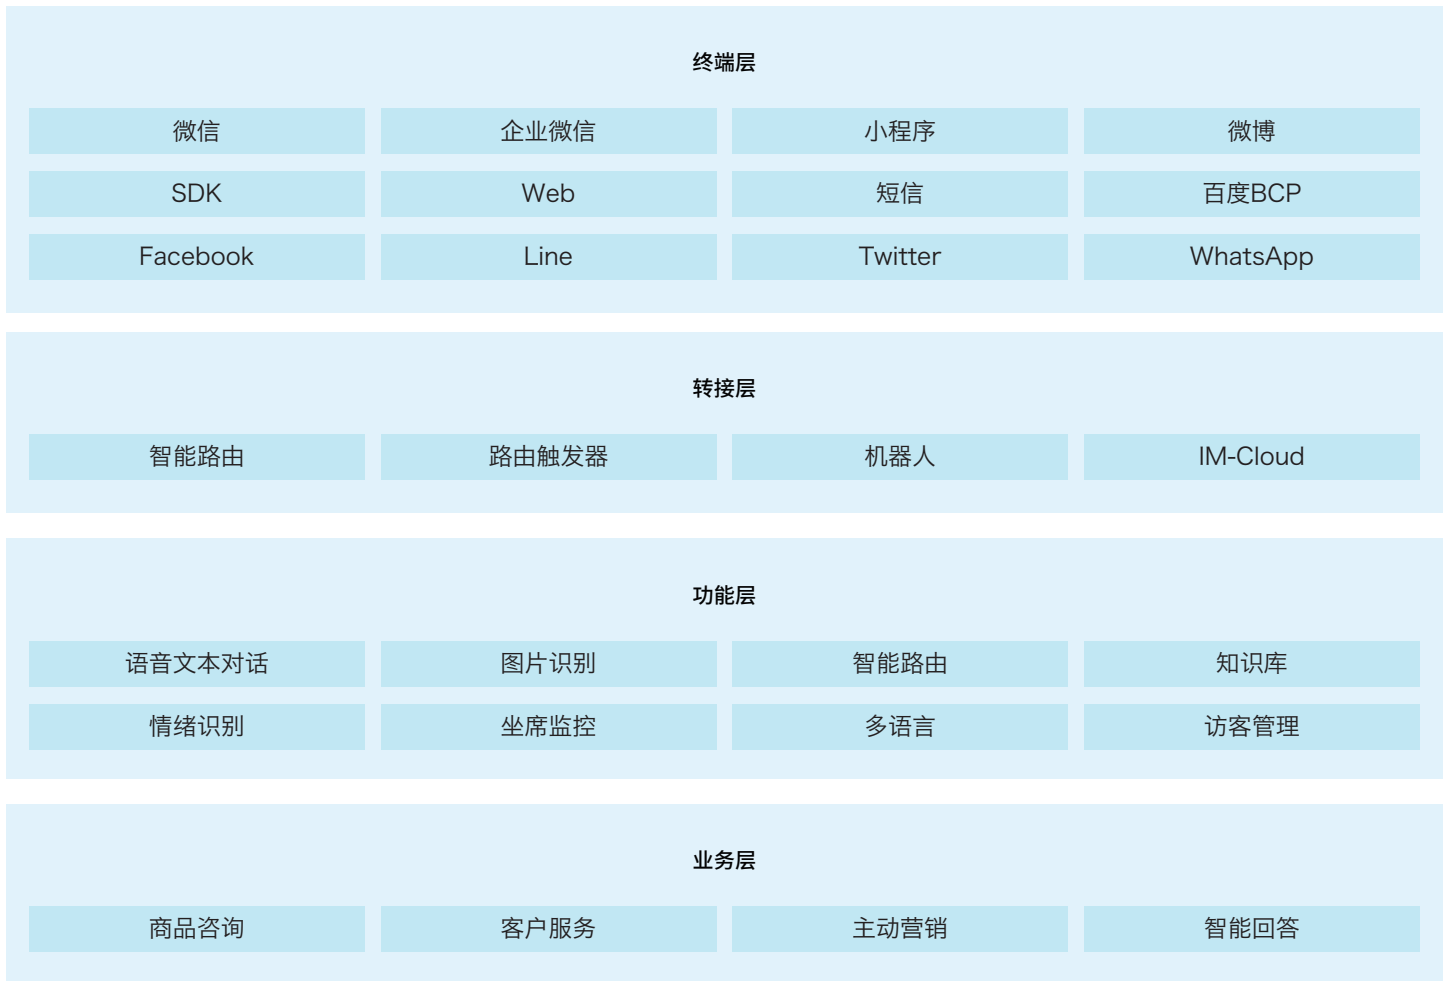 终端层
微信 企业微信 小程序 微博
SDK Web 短信 百度BCP
Facebook Line Twitter WhatsApp
转接层
智能路由 路由触发器 机器人 IM-Cloud
功能层
语音文本对话 图片识别 智能路由 知识库
情绪识别 坐席监控 多语言 访客管理
业务层
商品咨询 客户服务 主动营销 智能回答